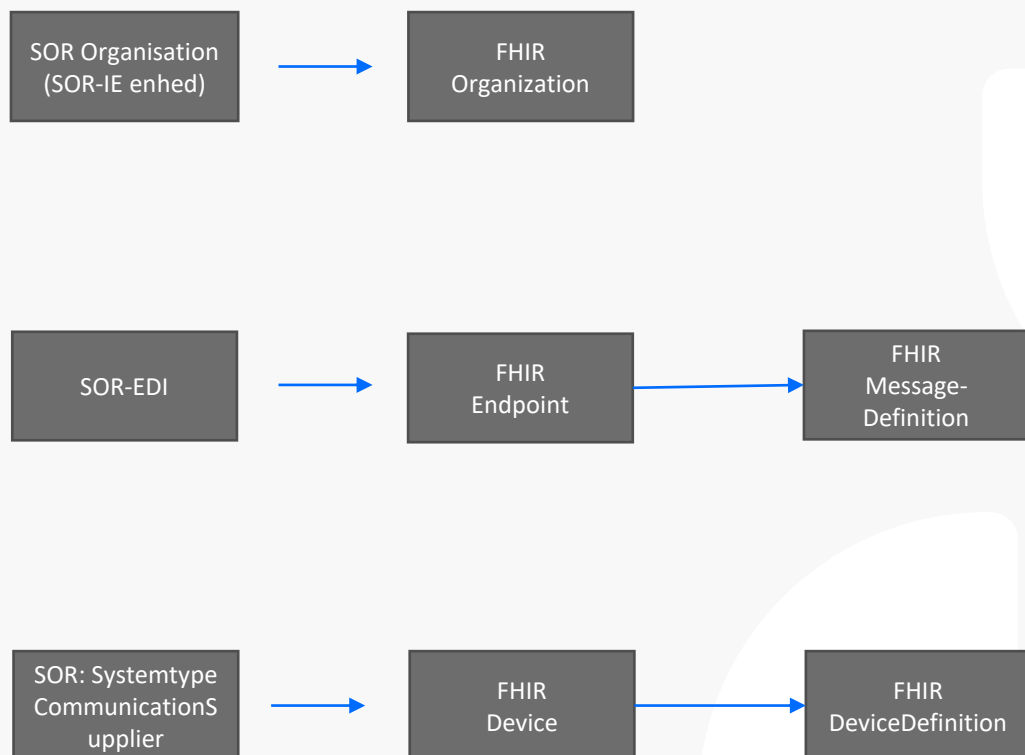 SOR Organisation
(SOR-IE enhed)
FHIR
Organization
SOR-EDI
FHIR
Endpoint
FHIR
Message-
Definition
SOR: Systemtype
CommunicationS
upplier
FHIR
Device
FHIR
DeviceDefinition